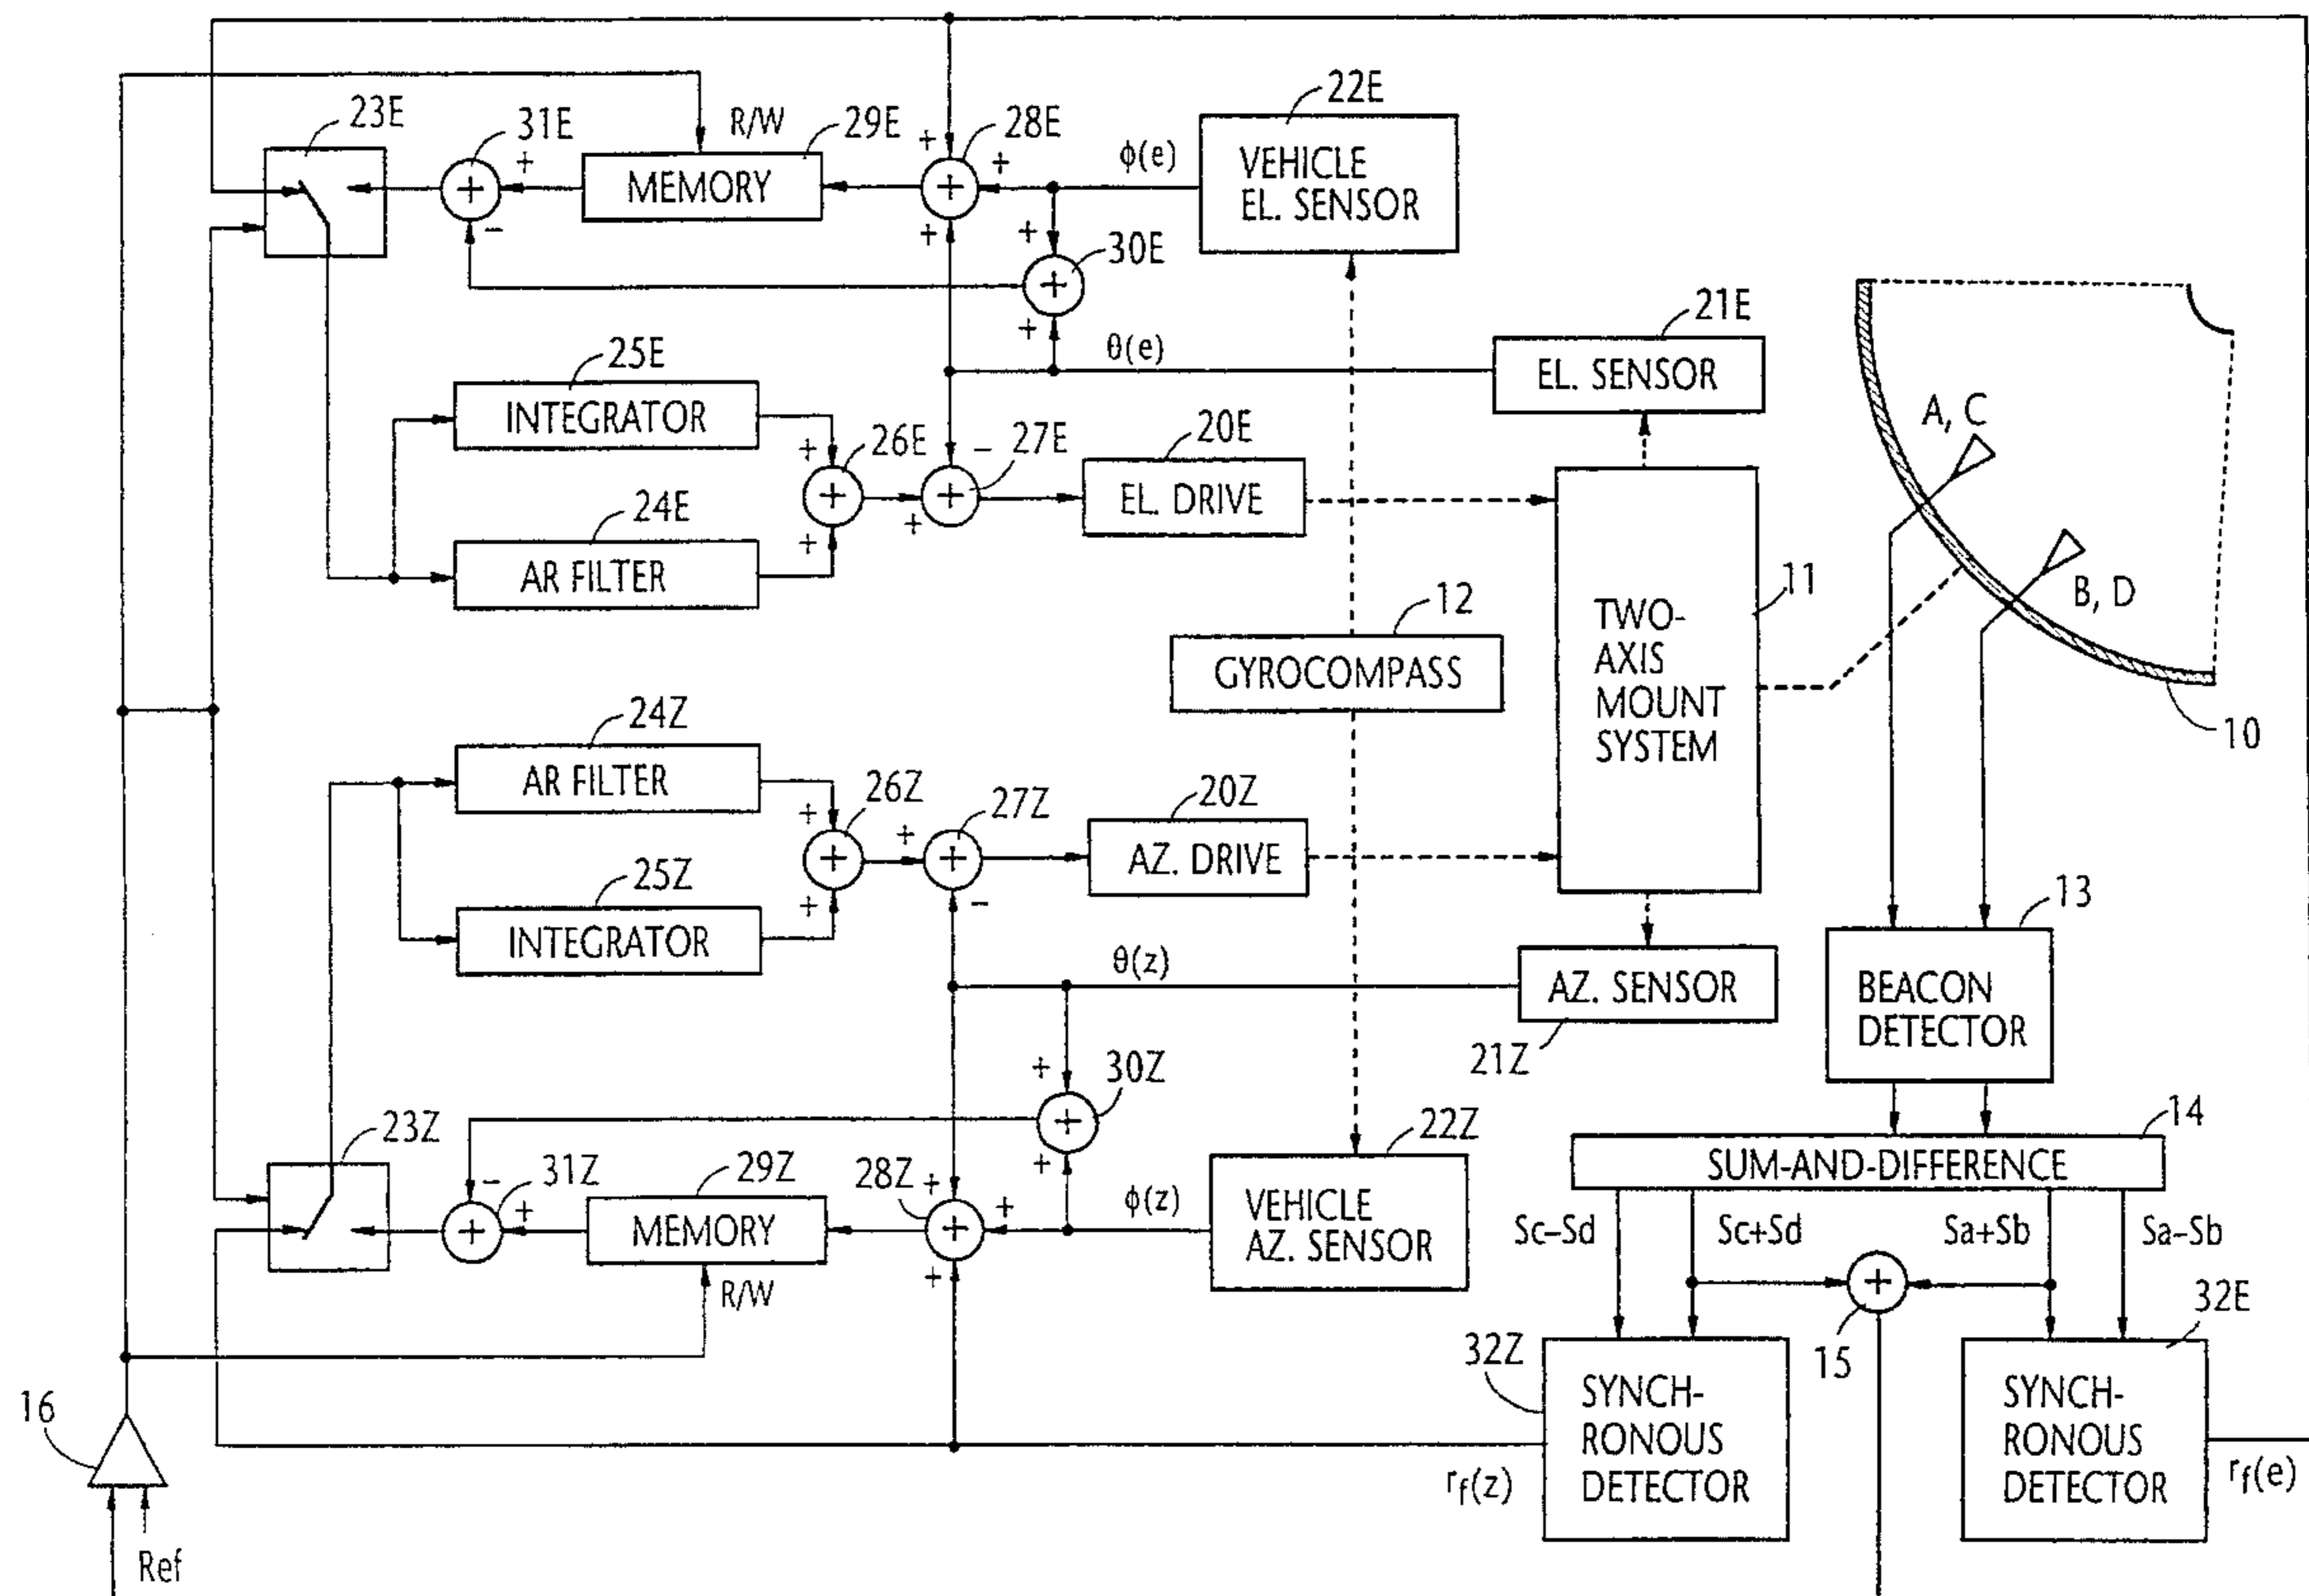 22E
23E
31E
R/W
29E
28E
ϕ(e)
VEHICLE
EL. SENSOR
+
+
+
+
MEMORY
+
+
-
+
+
30E
+
+
21E
θ(e)
EL. SENSOR
25E
INTEGRATOR
A, C
26E
27E
20E
+
-
+
+
EL. DRIVE
+
+
24E
AR FILTER
B, D
12
11
TWO-
AXIS
MOUNT
SYSTEM
GYROCOMPASS
24Z
10
AR FILTER
26Z
27Z
20Z
+
+
+
+
AZ. DRIVE
25Z
+
-
13
INTEGRATOR
θ(z)
AZ. SENSOR
BEACON
DETECTOR
21Z
+
30Z
+
14
23Z
22Z
SUM-AND-DIFFERENCE
31Z
29Z
28Z
-
+
+
+
+
+
MEMORY
+
ϕ(z)
VEHICLE
AZ. SENSOR
Sc–Sd
Sc+Sd
Sa+Sb
Sa–Sb
+
R/W
+
32E
32Z
15
16
SYNCH-
RONOUS
DETECTOR
SYNCH-
RONOUS
DETECTOR
rf(z)
rf(e)
Ref